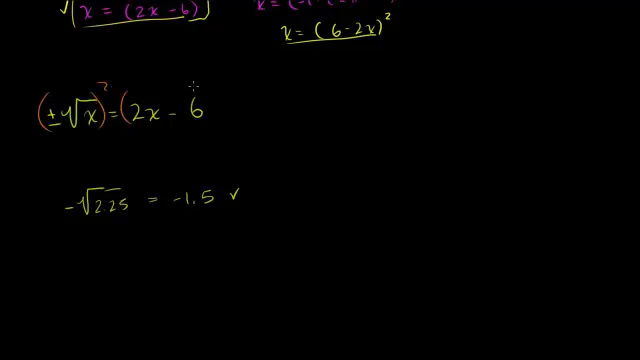 √ x = (2x - 6)
x = (6 - 2x)²
(±√x)² = (2x - 6
-√2.25 = -1.5 ✓